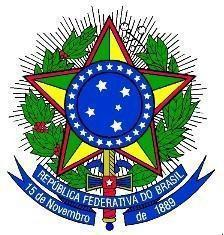 REPÚBLICA FEDERATIVA DO BRASIL
15 de Novembro de 1889